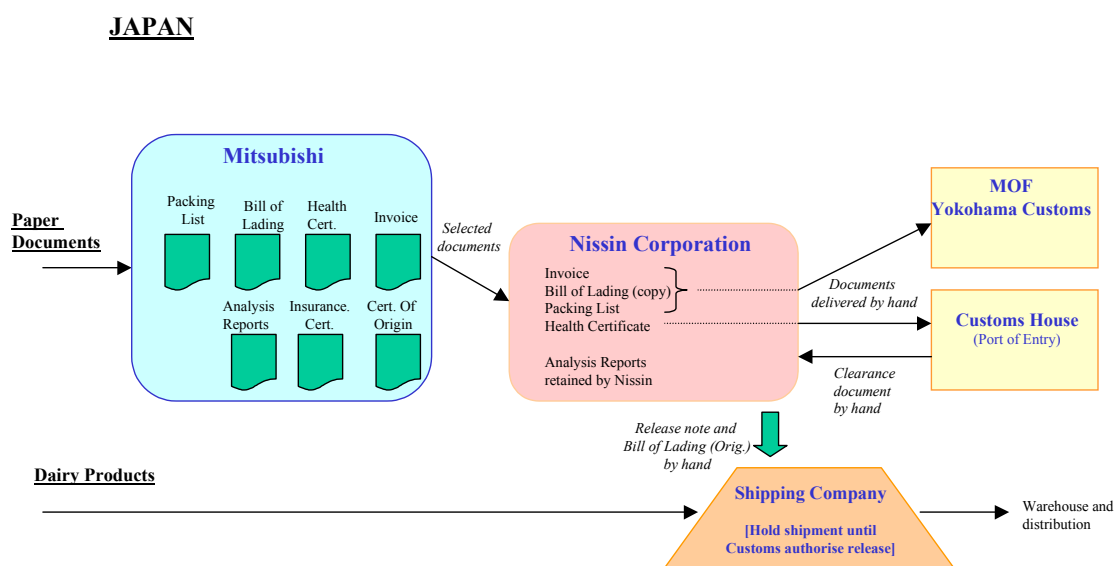 JAPAN
Mitsubishi
Packing
List
Bill of
Lading
Health
Cert.
Invoice
Analysis
Reports
Insurance.
Cert.
Cert. Of
Origin
Paper
Documents
Selected
documents
Nissin Corporation
Invoice
Bill of Lading (copy)
Packing List
Health Certificate
Analysis Reports
retained by Nissin
MOF
Yokohama Customs
Documents
delivered by hand
Customs House
(Port of Entry)
Clearance
document
by hand
Release note and
Bill of Lading (Orig.)
by hand
Dairy Products
Shipping Company
[Hold shipment until
Customs authorise release]
Warehouse and
distribution